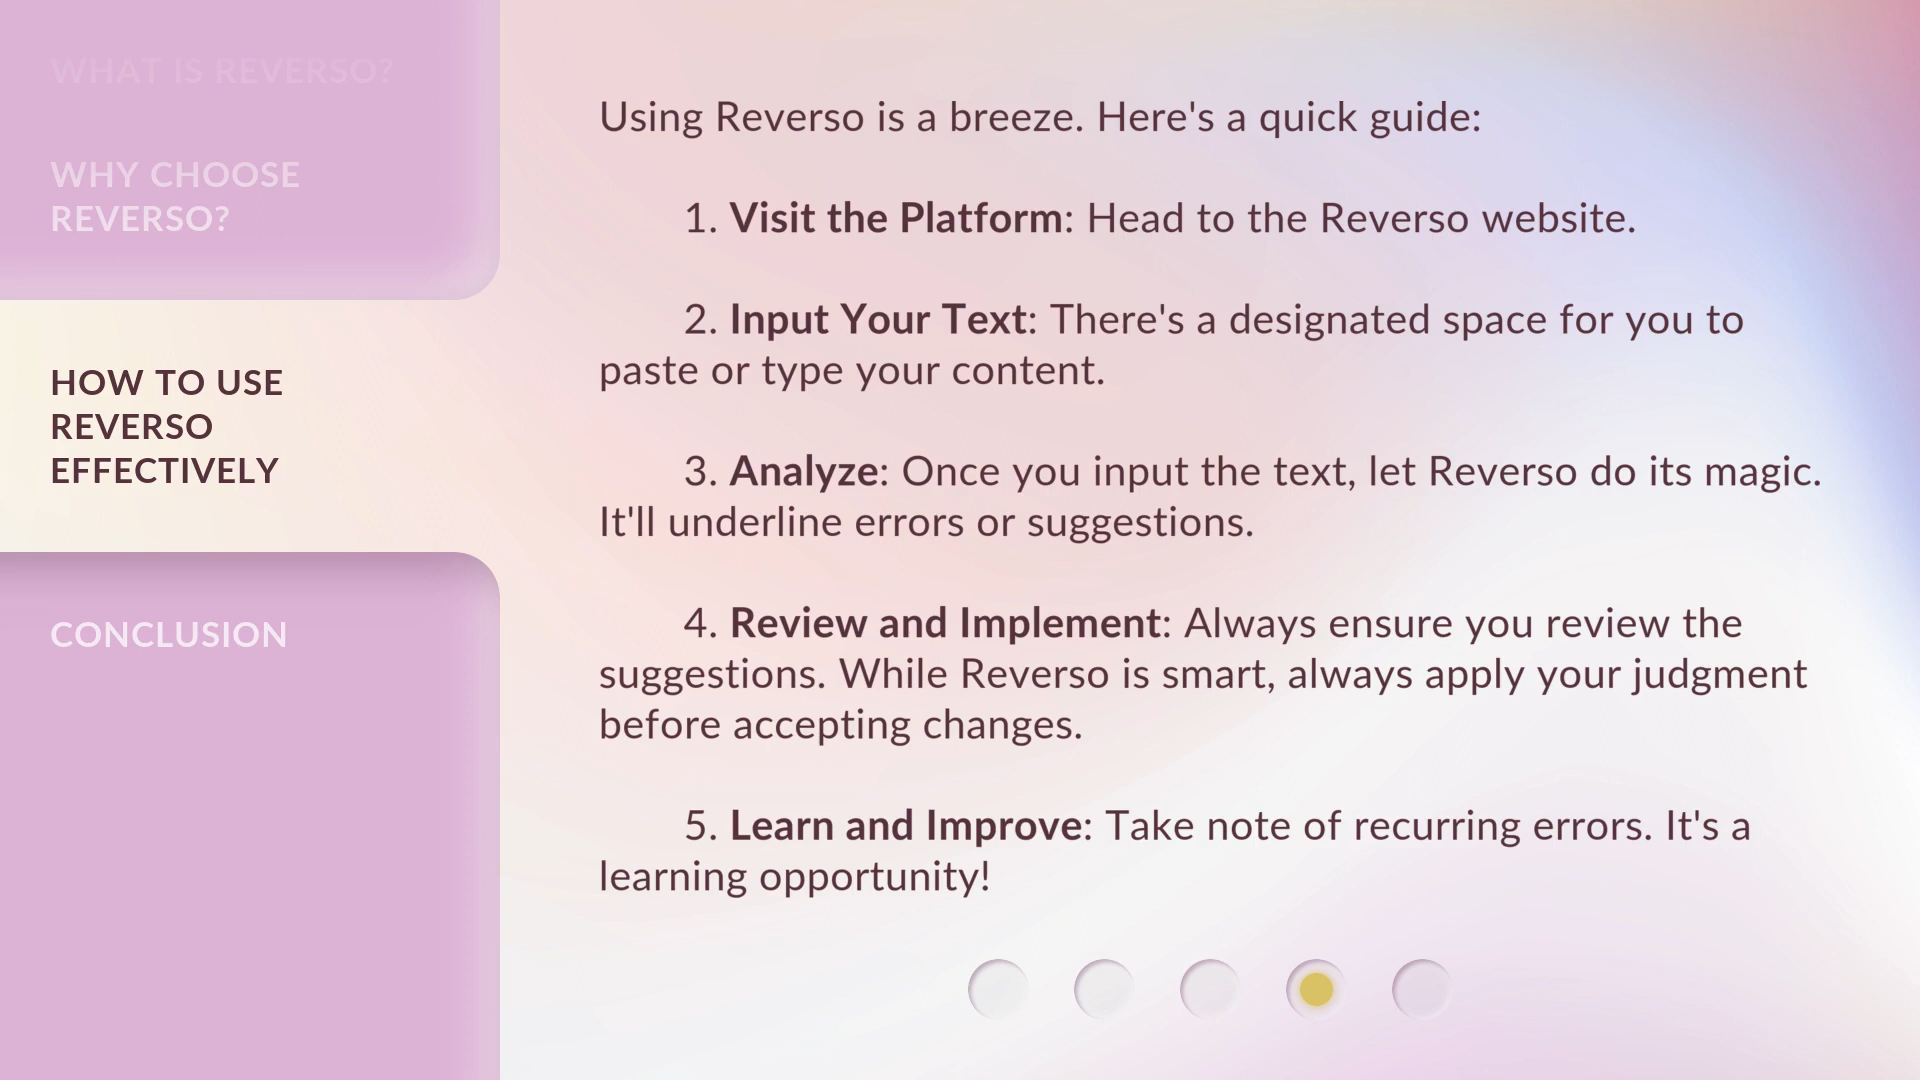 WHAT IS REVERSO?
WHY CHOOSE
REVERSO?
HOW TO USE
REVERSO
EFFECTIVELY
CONCLUSION
Using Reverso is a breeze. Here's a quick guide:
1. Visit the Platform: Head to the Reverso website.
2. Input Your Text: There's a designated space for you to
paste or type your content.
3. Analyze: Once you input the text, let Reverso do its magic.
It'll underline errors or suggestions.
4. Review and Implement: Always ensure you review the
suggestions. While Reverso is smart, always apply your judgment
before accepting changes.
5. Learn and Improve: Take note of recurring errors. It's a
learning opportunity!